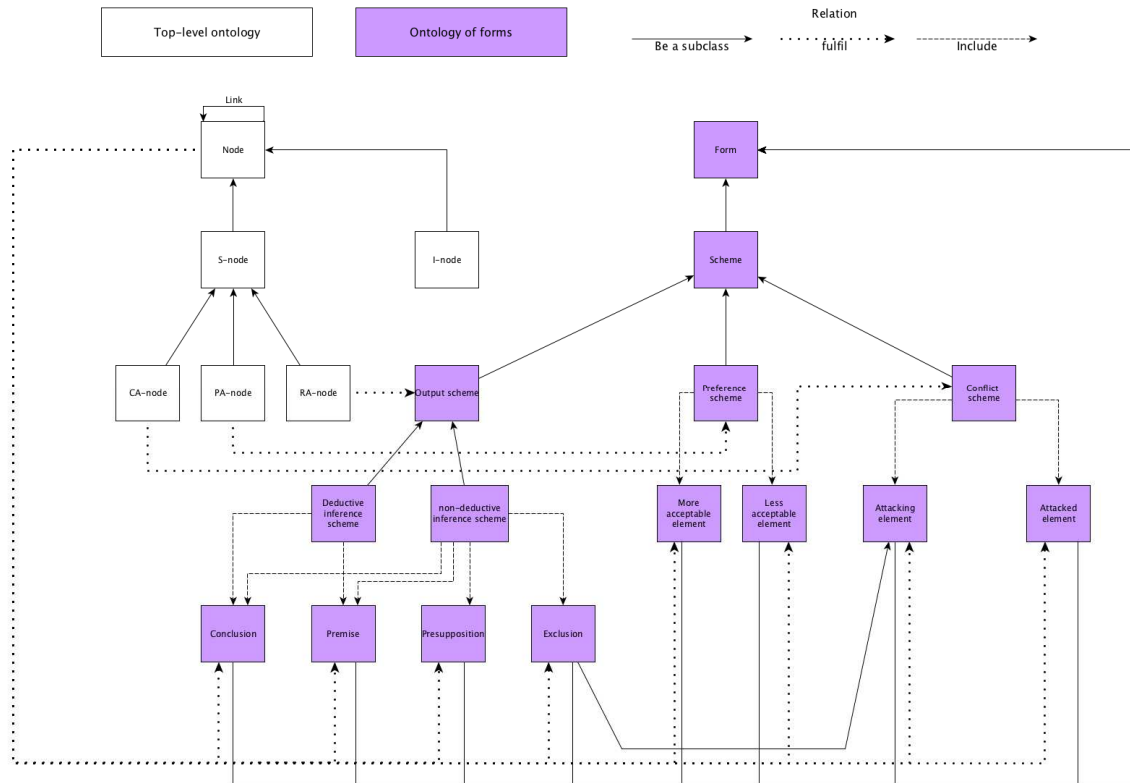 Relation
Top-level ontology
Ontology of forms
Be a subclass
fulfil
Include
Link
Node
Form
S-node
I-node
Scheme
CA-node
PA-node
RA-node
Output scheme
Preference
scheme
Conflict
scheme
Deductive
inference
scheme
non-deductive
inference scheme
More
acceptable
element
Less
acceptable
element
Attacking
element
Attacked
element
Conclusion
Premise
Presupposition
Exclusion